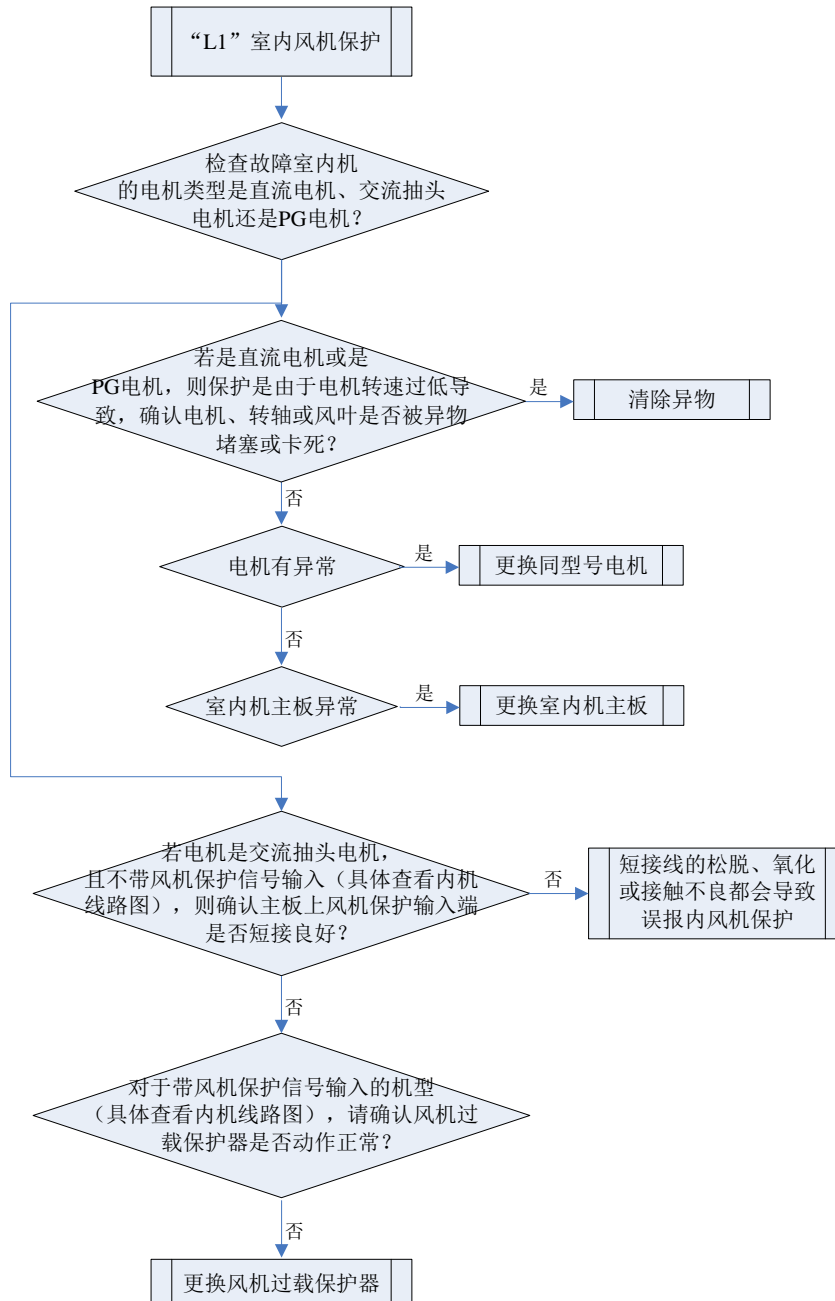 “L1”室内风机保护
检查故障室内机
的电机类型是直流电机、交流抽头
电机还是PG电机？
若是直流电机或是
PG电机，则保护是由于电机转速过低导
致，确认电机、转轴或风叶是否被异物
堵塞或卡死？
是
清除异物
否
电机有异常
是
更换同型号电机
否
室内机主板异常
是
更换室内机主板
若电机是交流抽头电机，
且不带风机保护信号输入（具体查看内机
线路图），则确认主板上风机保护输入端
是否短接良好？
否
短接线的松脱、氧化
或接触不良都会导致
误报内风机保护
否
对于带风机保护信号输入的机型
（具体查看内机线路图），请确认风机过
载保护器是否动作正常？
否
更换风机过载保护器